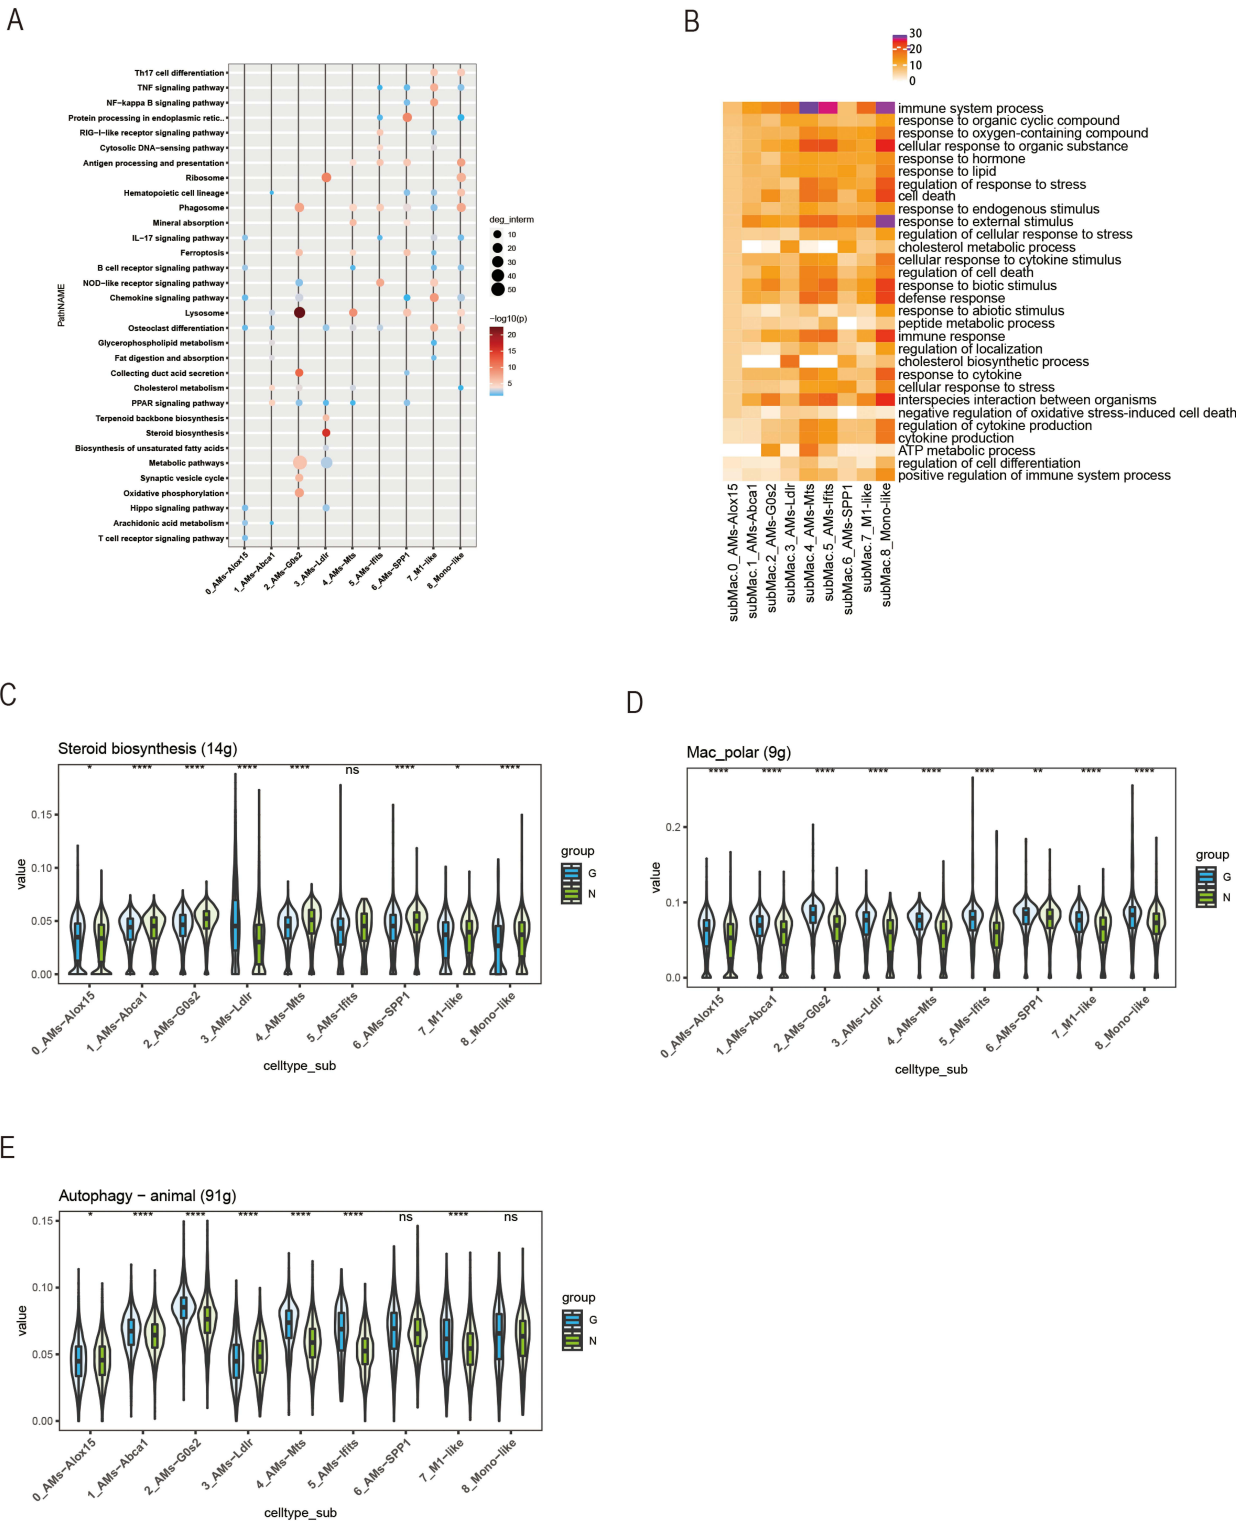 A
Th17 cell differentiation
TNF signaling pathway
NF−kappa B signaling pathway
Protein processing in endoplasmic retic..
RIG−I−like receptor signaling pathway
Cytosolic DNA−sensing pathway
Antigen processing and presentation
Ribosome
Hematopoietic cell lineage
Phagosome
Mineral absorption
IL−17 signaling pathway
Ferroptosis
B cell receptor signaling pathway
NOD−like receptor signaling pathway
Chemokine signaling pathway
Lysosome
Osteoclast differentiation
Glycerophospholipid metabolism
Fat digestion and absorption
Collecting duct acid secretion
Cholesterol metabolism
PPAR signaling pathway
Terpenoid backbone biosynthesis
Steroid biosynthesis
Biosynthesis of unsaturated fatty acids
Metabolic pathways
Synaptic vesicle cycle
Oxidative phosphorylation
Hippo signaling pathway
Arachidonic acid metabolism
T cell receptor signaling pathway
PathNAME
0_AMs−Alox15
1_AMs−Abca1
2_AMs−G0s2
3_AMs−Ldlr
4_AMs−Mts
5_AMs−Ifits
6_AMs−SPP1
7_M1−like
8_Mono−like
deg_interm
10
20
30
40
50
−log10(p)
20
15
10
5
B
30
20
10
0
immune system process
response to organic cyclic compound
response to oxygen-containing compound
cellular response to organic substance
response to hormone
response to lipid
regulation of response to stress
cell death
response to endogenous stimulus
response to external stimulus
regulation of cellular response to stress
cholesterol metabolic process
cellular response to cytokine stimulus
regulation of cell death
response to biotic stimulus
defense response
response to abiotic stimulus
peptide metabolic process
immune response
regulation of localization
cholesterol biosynthetic process
response to cytokine
cellular response to stress
interspecies interaction between organisms
negative regulation of oxidative stress-induced cell death
regulation of cytokine production
cytokine production
ATP metabolic process
regulation of cell differentiation
positive regulation of immune system process
subMac.0_AMs-Alox15
subMac.1_AMs-Abca1
subMac.2_AMs-G0s2
subMac.3_AMs-Ldlr
subMac.4_AMs-Mts
subMac.5_AMs-Ifits
subMac.6_AMs-SPP1
subMac.7_M1-like
subMac.8_Mono-like
C
Steroid biosynthesis (14g)
* **** **** **** **** ns **** * ****
0.15
0.10
0.05
0.00
value
0_AMs−Alox15
1_AMs−Abca1
2_AMs−G0s2
3_AMs−Ldlr
4_AMs−Mts
5_AMs−Ifits
6_AMs−SPP1
7_M1−like
8_Mono−like
celltype_sub
group
G
N
D
Mac_polar (9g)
**** **** **** **** **** **** ** **** ****
0.2
0.1
0.0
value
0_AMs−Alox15
1_AMs−Abca1
2_AMs−G0s2
3_AMs−Ldlr
4_AMs−Mts
5_AMs−Ifits
6_AMs−SPP1
7_M1−like
8_Mono−like
celltype_sub
group
G
N
E
Autophagy − animal (91g)
* **** **** **** **** **** ns **** ns
0.15
0.10
0.05
0.00
value
0_AMs−Alox15
1_AMs−Abca1
2_AMs−G0s2
3_AMs−Ldlr
4_AMs−Mts
5_AMs−Ifits
6_AMs−SPP1
7_M1−like
8_Mono−like
celltype_sub
group
G
N